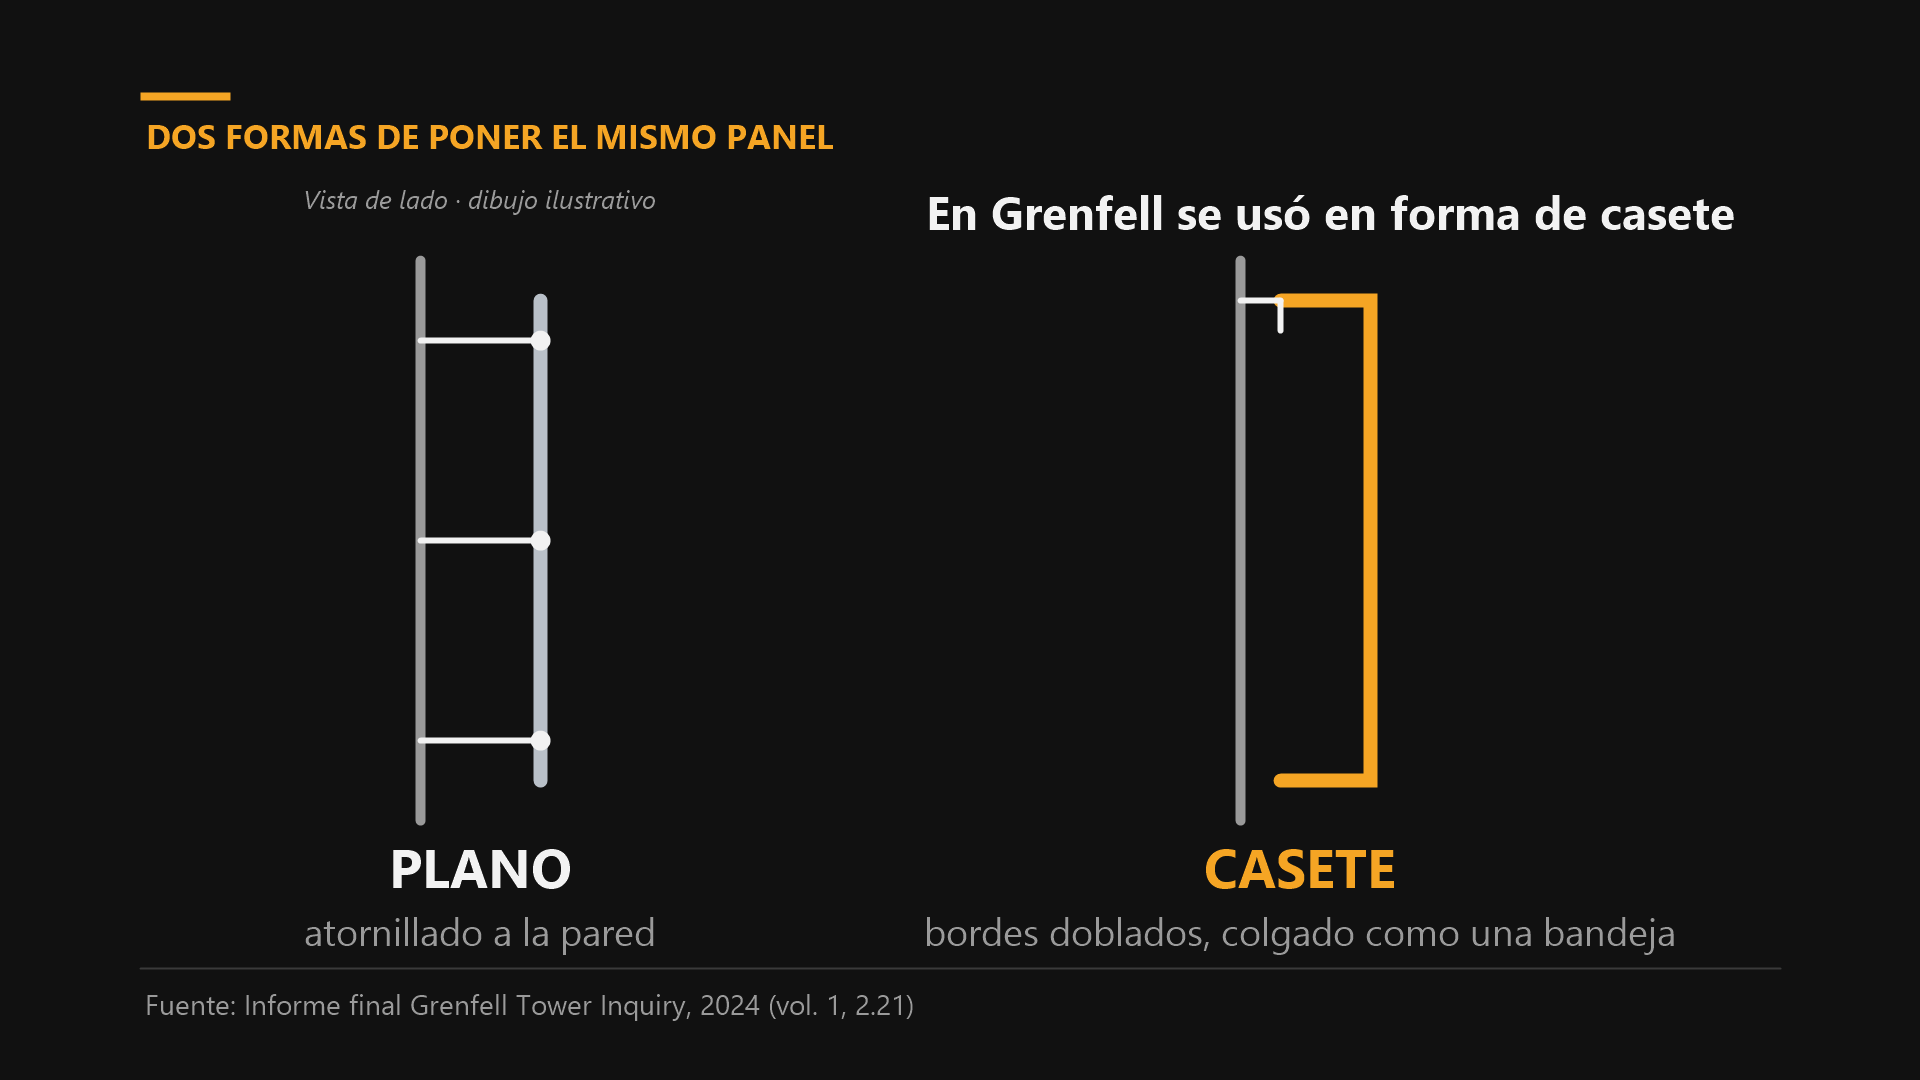 DOS FORMAS DE PONER EL MISMO PANEL
Vista de lado · dibujo ilustrativo
En Grenfell se usó en forma de casete
PLANO
atornillado a la pared
CASETE
bordes doblados, colgado como una bandeja
Fuente: Informe final Grenfell Tower Inquiry, 2024 (vol. 1, 2.21)